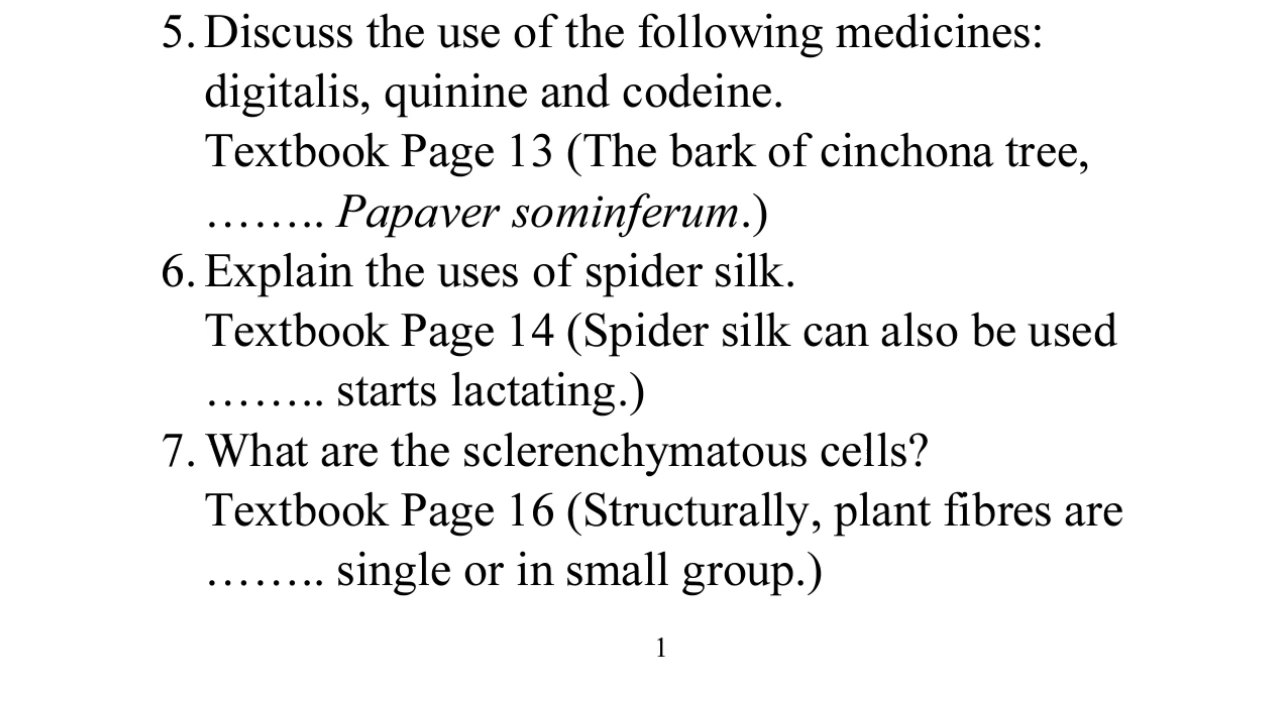 5. Discuss the use of the following medicines:
digitalis, quinine and codeine.
Textbook Page 13 (The bark of cinchona tree,
…….. Papaver sominferum.)
6. Explain the uses of spider silk.
Textbook Page 14 (Spider silk can also be used
…….. starts lactating.)
7. What are the sclerenchymatous cells?
Textbook Page 16 (Structurally, plant fibres are
…….. single or in small group.)
1